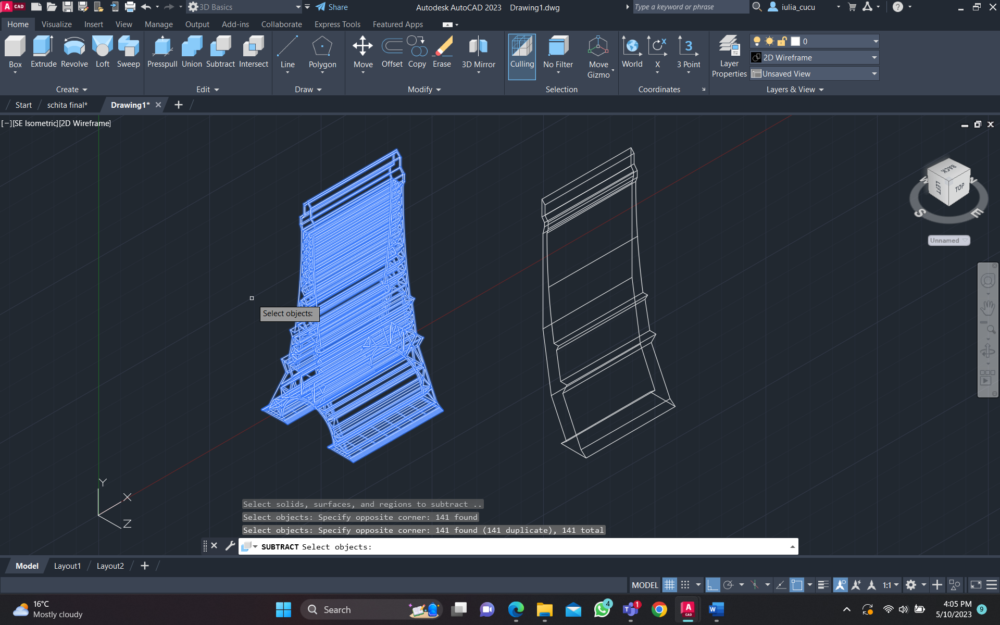 A CAD 3D Basics Share Autodesk AutoCAD 2023 Drawing1.dwg Type a keyword or phrase iulia_cucu ?
Home Visualize Insert View Manage Output Add-ins Collaborate Express Tools Featured Apps
Box Extrude Revolve Loft Sweep Presspull Union Subtract Intersect Line Polygon Move Offset Copy Erase 3D Mirror Culling No Filter Move Gizmo World X 3 Point Layer Properties
0
2D Wireframe
Unsaved View
Create Edit Draw Modify Selection Coordinates Layers & View
Start schita final* Drawing1* +
[−][SE Isometric][2D Wireframe]
BACK
LEFT TOP
S E
Unnamed
Select objects:
Y
X
Z
Select solids, surfaces, and regions to subtract ..
Select objects: Specify opposite corner: 141 found
Select objects: Specify opposite corner: 141 found (141 duplicate), 141 total
SUBTRACT Select objects:
Model Layout1 Layout2 +
MODEL 1:1
16°C
Mostly cloudy
Search
4
1
A CAD
4:05 PM
5/10/2023
9